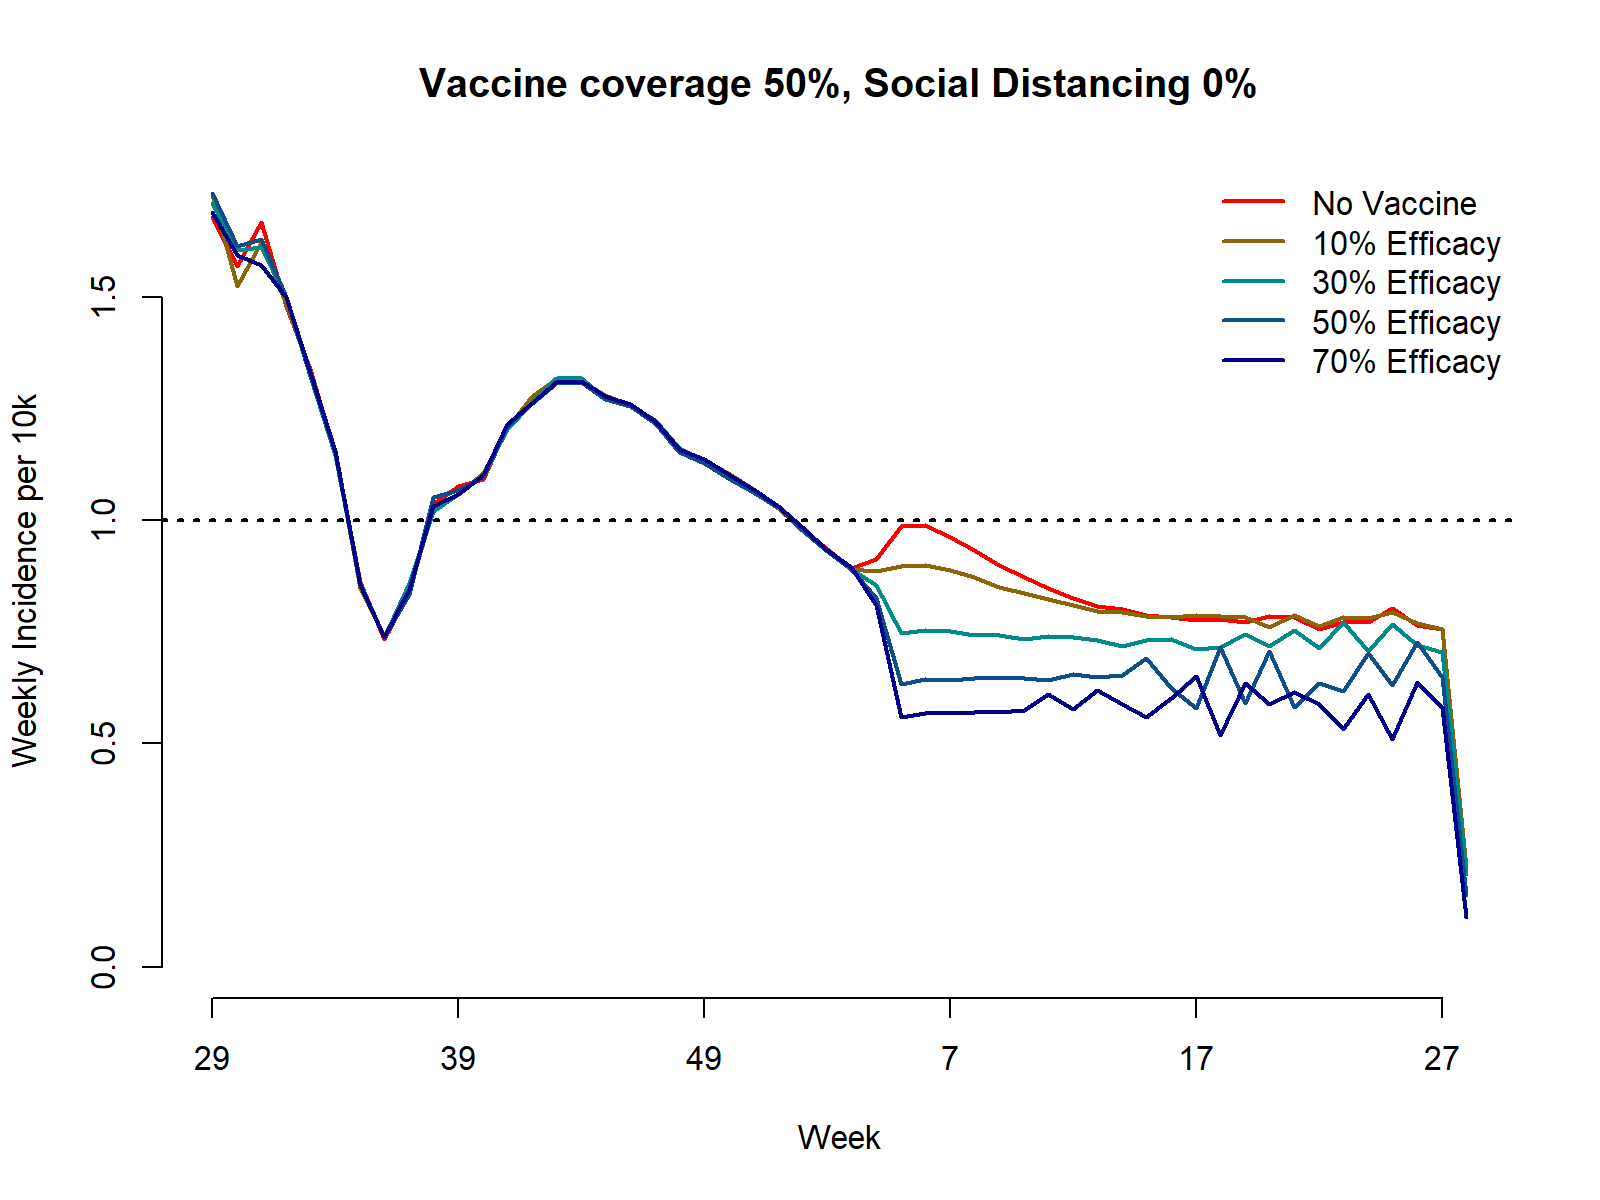 Vaccine coverage 50%, Social Distancing 0%
No Vaccine
10% Efficacy
30% Efficacy
50% Efficacy
70% Efficacy
Weekly Incidence per 10k
1.5
1.0
0.5
0.0
29 39 49 7 17 27
Week